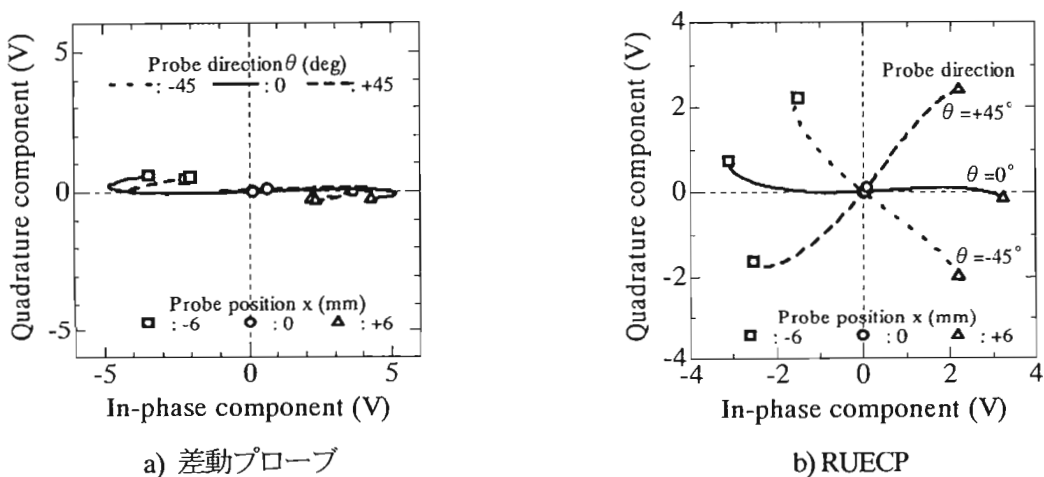 Quadrature component (V)
5
0
-5
Probe direction θ (deg)
: -45 : 0 : +45
Probe position x (mm)
: -6 : 0 : +6
-5 0 5
In-phase component (V)
a) 差動プローブ
Quadrature component (V)
4
2
0
-2
-4
Probe direction
θ =+45°
θ =0°
θ =-45°
Probe position x (mm)
: -6 : 0 : +6
-4 -2 0 2 4
In-phase component (V)
b) RUECP